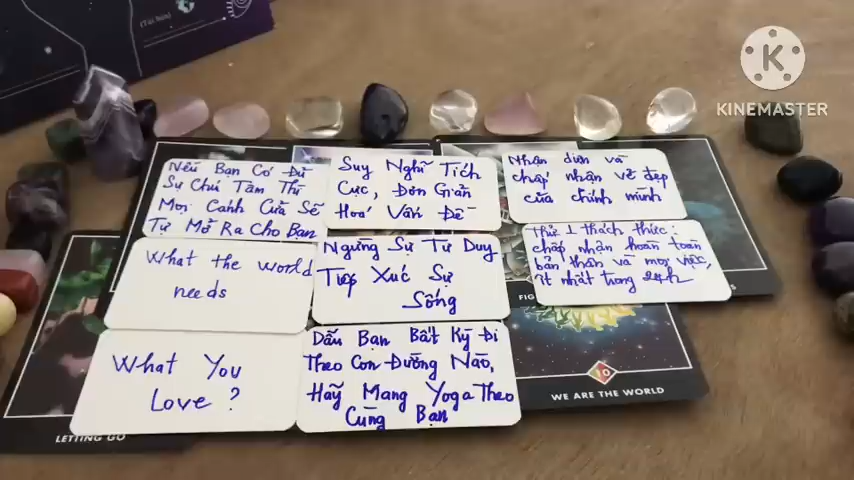 (Tái Nón)
KINEMASTER
Nếu Bạn Có Đủ
Sự Chú Tâm Thì
Mọi Cánh Cửa Sẽ
Tự Mở Ra Cho Bạn
Suy Nghĩ Tích
Cực, Đơn Giản
Hoá Vấn Đề
Nhận diện và
chấp nhận vẻ đẹp
của chính mình
What the world
needs
Ngừng Sự Tư Duy
Tiếp Xúc Sự
Sống
Thử 1 thách thức:
chấp nhận hoàn toàn
bản thân và mọi việc,
ít nhất trong 24h
What You
Love ?
Dẫu Bạn Bất Kỳ Đi
Theo Con Đường Nào,
Hãy Mang Yoga Theo
Cùng Bạn
10
WE ARE THE WORLD
LETTING GO